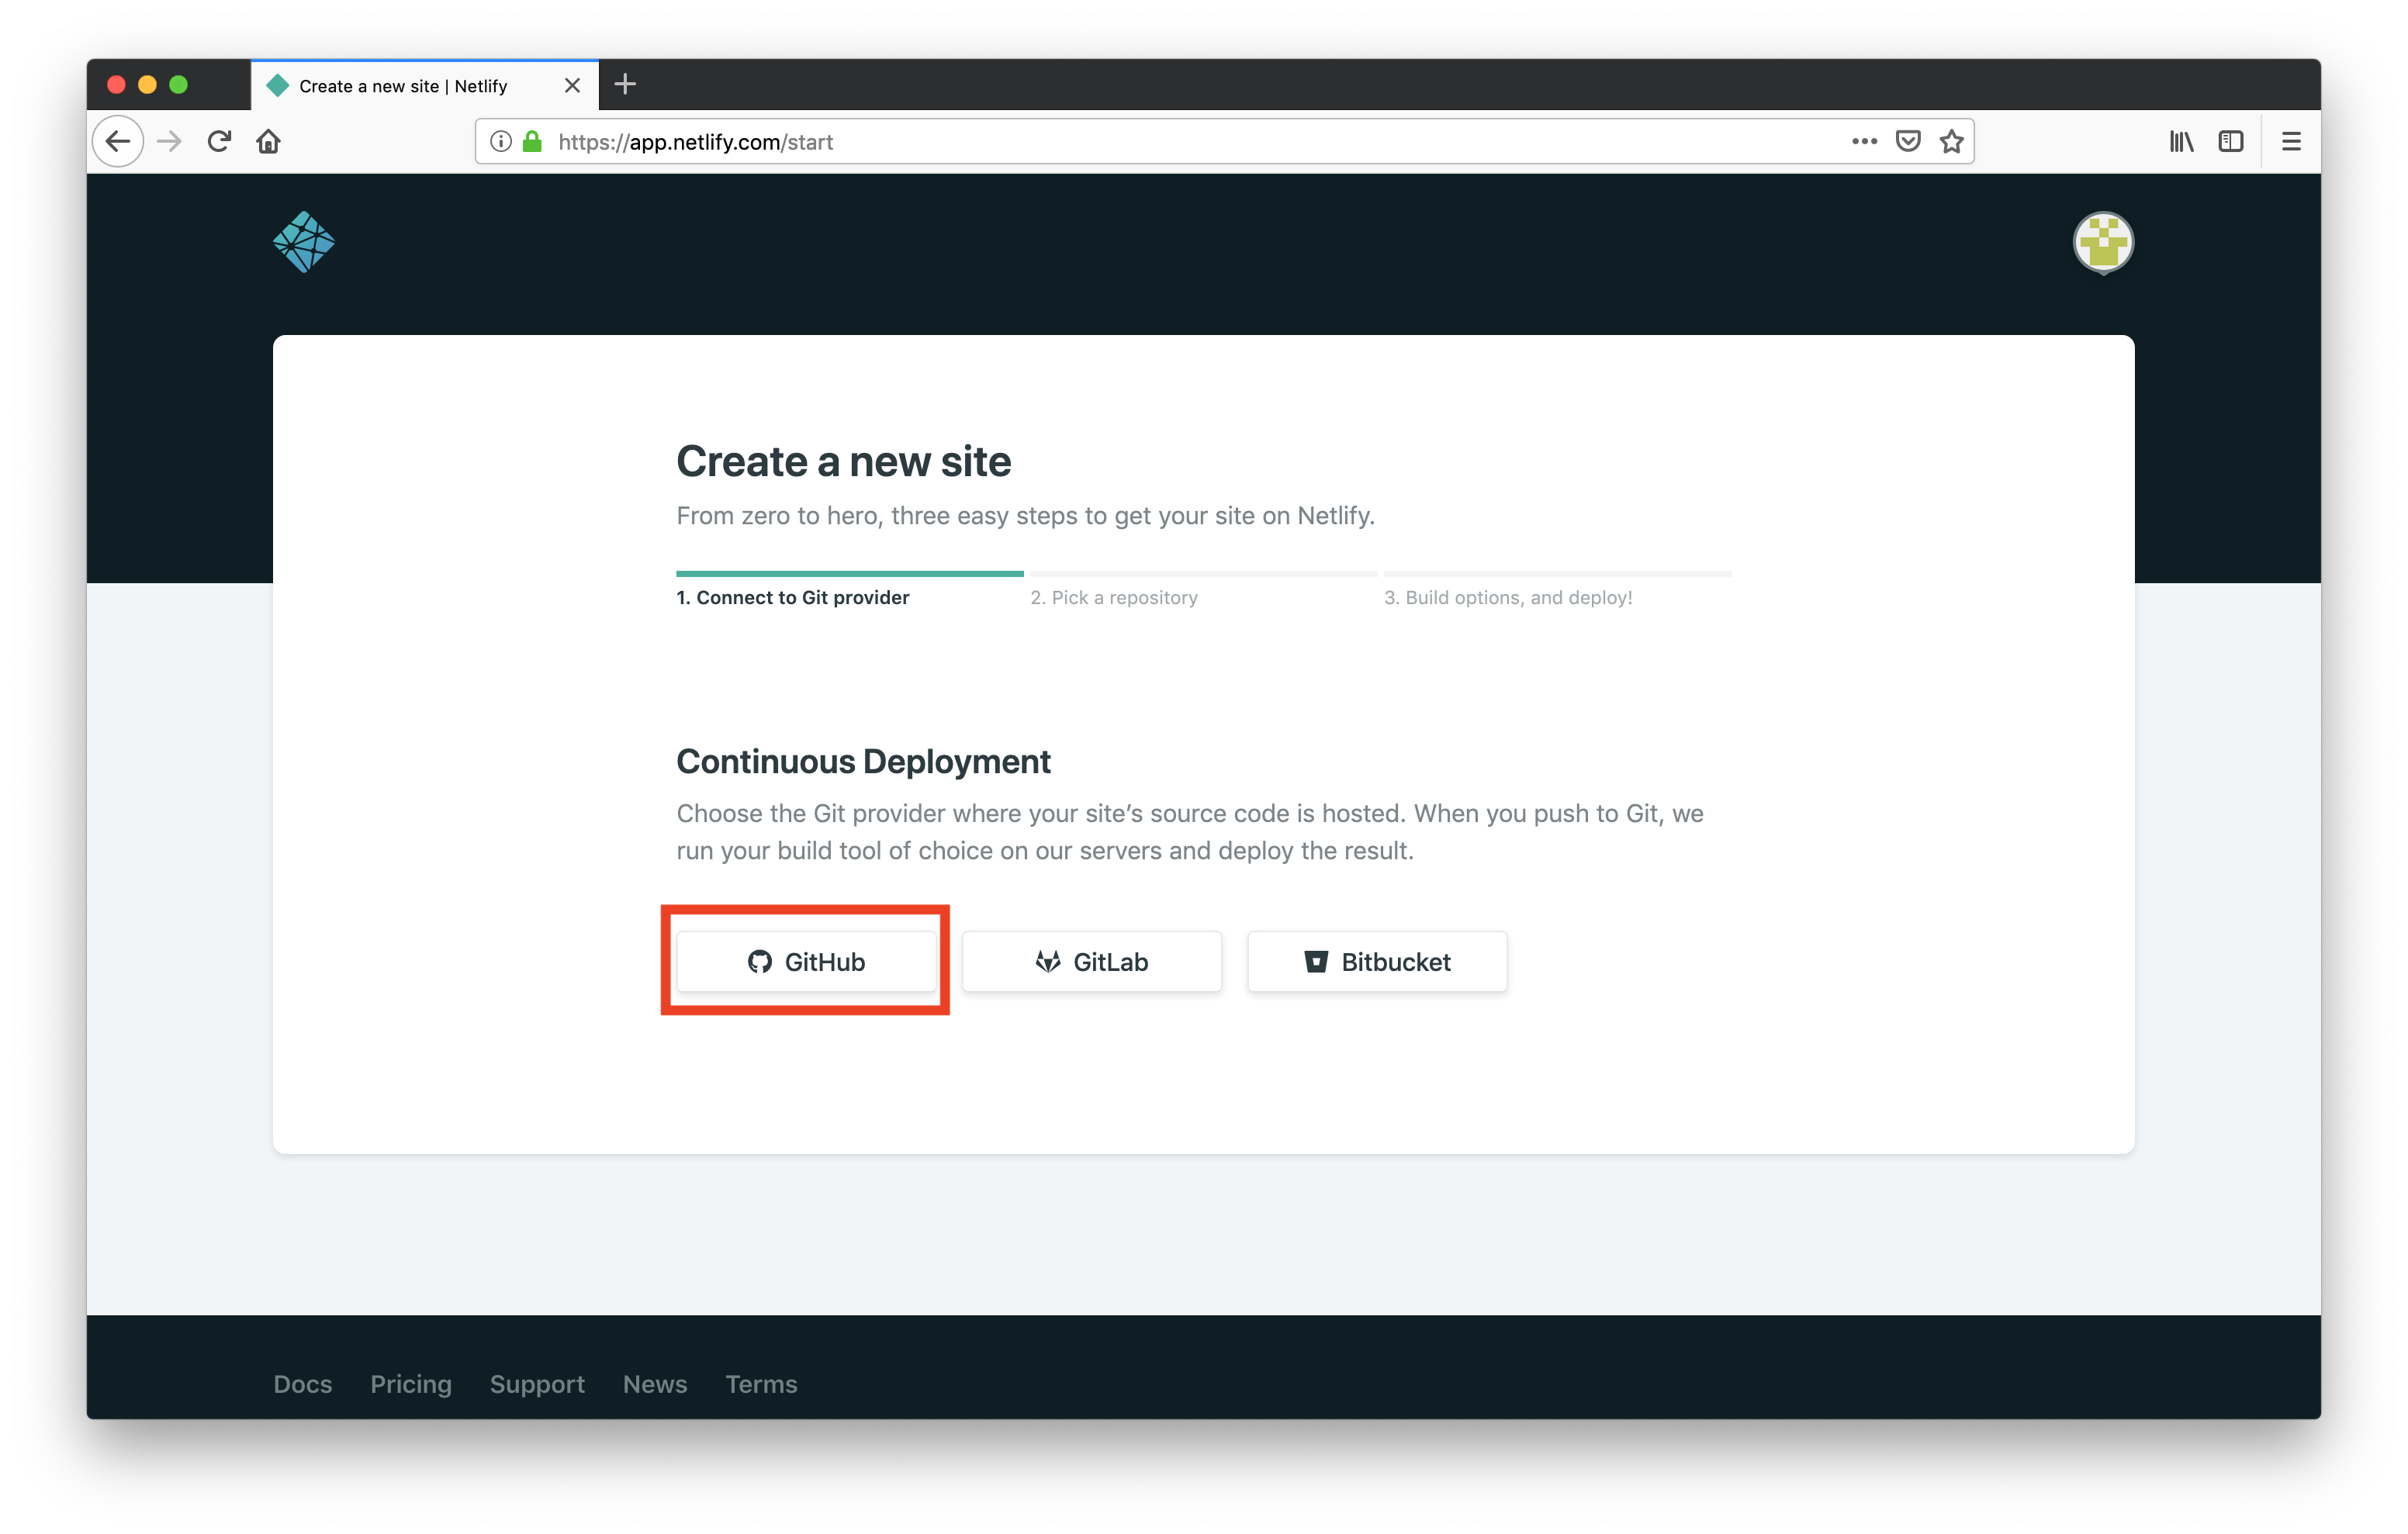 Create a new site | Netlify
https://app.netlify.com/start
Create a new site
From zero to hero, three easy steps to get your site on Netlify.
1. Connect to Git provider
2. Pick a repository
3. Build options, and deploy!
Continuous Deployment
Choose the Git provider where your site’s source code is hosted. When you push to Git, we
run your build tool of choice on our servers and deploy the result.
GitHub
GitLab
Bitbucket
Docs
Pricing
Support
News
Terms